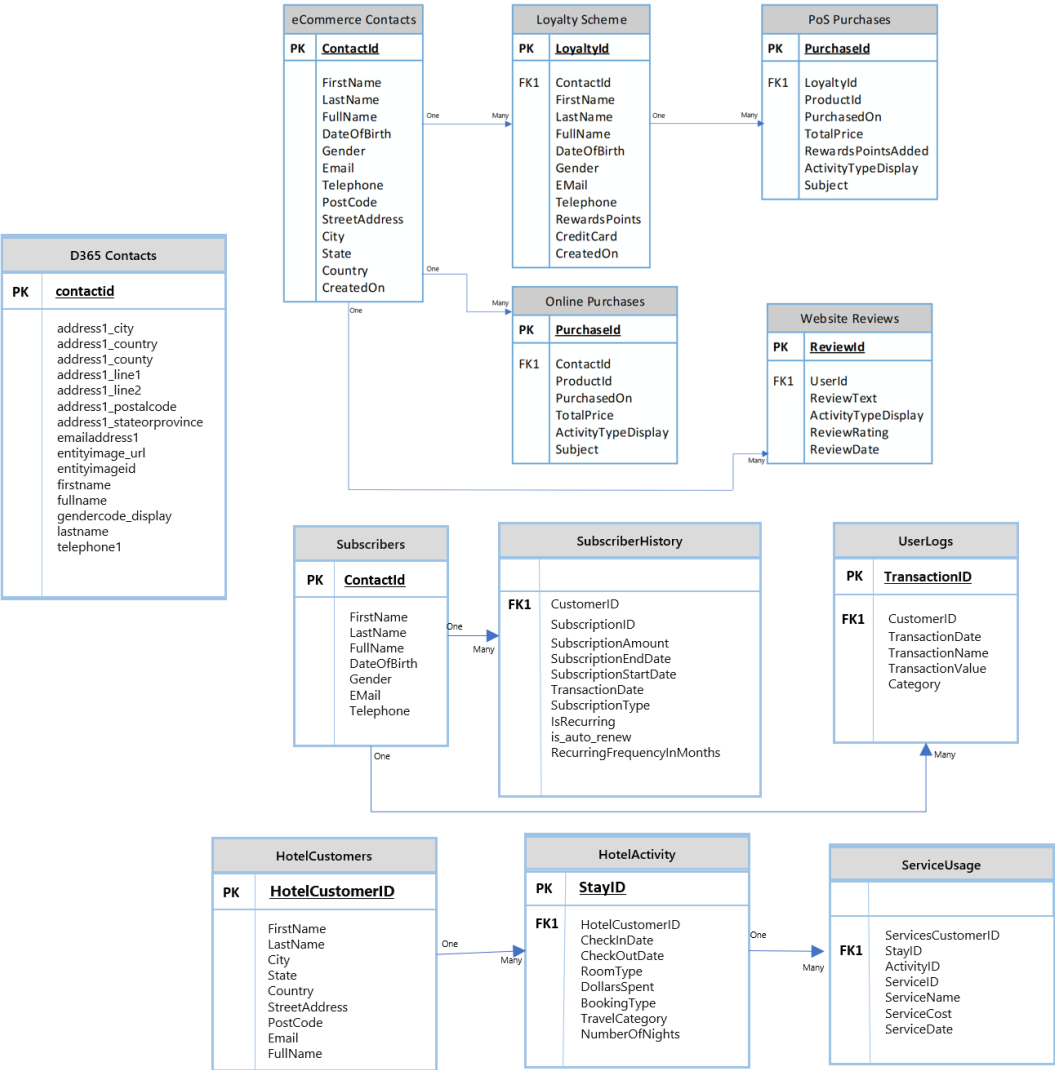 eCommerce Contacts
PK ContactId
FirstName
LastName
FullName
DateOfBirth
Gender
Email
Telephone
PostCode
StreetAddress
City
State
Country
CreatedOn
One
Many
Loyalty Scheme
PK LoyaltyId
FK1 ContactId
FirstName
LastName
FullName
DateOfBirth
Gender
EMail
Telephone
RewardsPoints
CreditCard
CreatedOn
One
Many
PoS Purchases
PK PurchaseId
FK1 LoyaltyId
ProductId
PurchasedOn
TotalPrice
RewardsPointsAdded
ActivityTypeDisplay
Subject
D365 Contacts
PK contactid
address1_city
address1_country
address1_county
address1_line1
address1_line2
address1_postalcode
address1_stateorprovince
emailaddress1
entityimage_url
entityimageid
firstname
fullname
gendercode_display
lastname
telephone1
One
Many
One
Online Purchases
PK PurchaseId
FK1 ContactId
ProductId
PurchasedOn
TotalPrice
ActivityTypeDisplay
Subject
Many
Website Reviews
PK ReviewId
FK1 UserId
ReviewText
ActivityTypeDisplay
ReviewRating
ReviewDate
Subscribers
PK ContactId
FirstName
LastName
FullName
DateOfBirth
Gender
EMail
Telephone
One
Many
One
SubscriberHistory
FK1 CustomerID
SubscriptionID
SubscriptionAmount
SubscriptionEndDate
SubscriptionStartDate
TransactionDate
SubscriptionType
IsRecurring
is_auto_renew
RecurringFrequencyInMonths
UserLogs
PK TransactionID
FK1 CustomerID
TransactionDate
TransactionName
TransactionValue
Category
Many
HotelCustomers
PK HotelCustomerID
FirstName
LastName
City
State
Country
StreetAddress
PostCode
Email
FullName
One
Many
HotelActivity
PK StayID
FK1 HotelCustomerID
CheckInDate
CheckOutDate
RoomType
DollarsSpent
BookingType
TravelCategory
NumberOfNights
One
Many
ServiceUsage
ServicesCustomerID
FK1 StayID
ActivityID
ServiceID
ServiceName
ServiceCost
ServiceDate